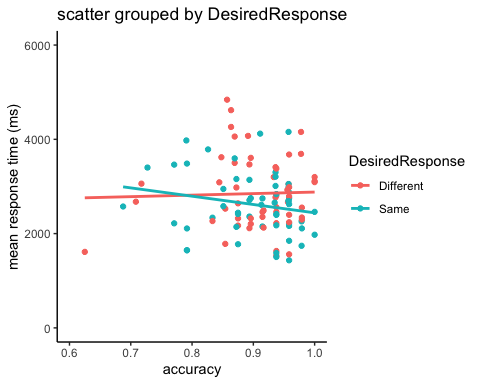 scatter grouped by DesiredResponse
6000
4000
2000
0
mean response time (ms)
0.6 0.7 0.8 0.9 1.0
accuracy
DesiredResponse
Different
Same